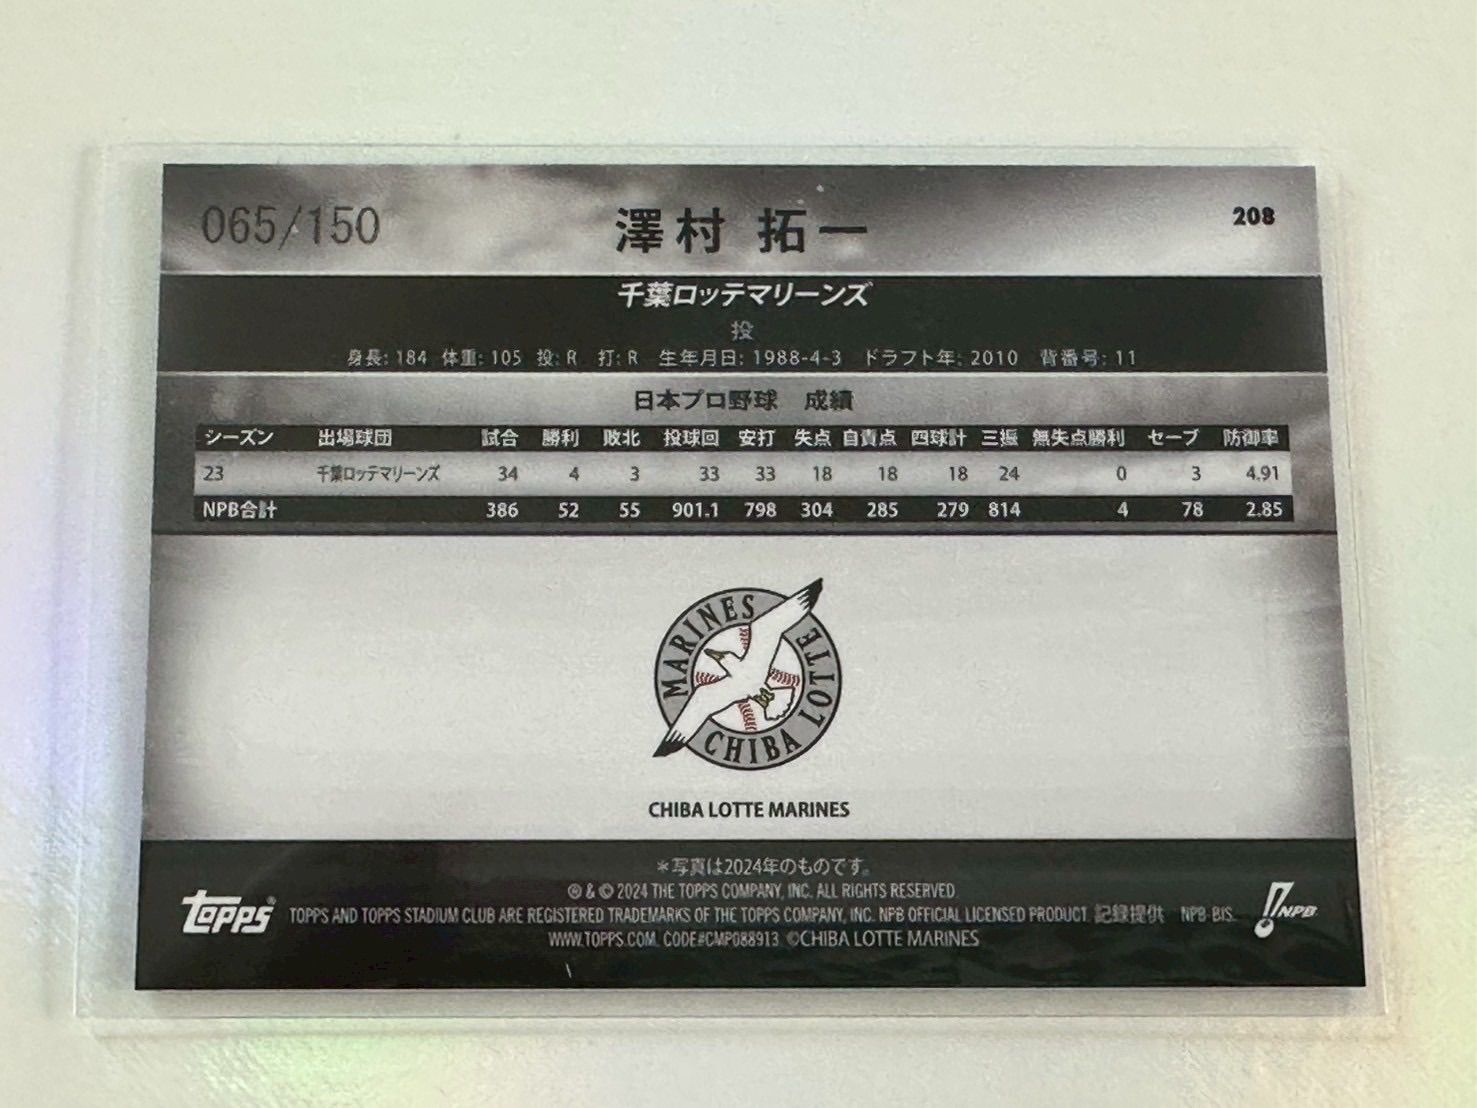 065/150 澤村 拓一 208
千葉ロッテマリーンズ
投
身長: 184 体重: 105 投: R 打: R 生年月日: 1988-4-3 ドラフト年: 2010 背番号: 11
日本プロ野球 成績
シーズン 出場球団 試合 勝利 敗北 投球回 安打 失点 自責点 四球計 三振 無失点勝利 セーブ 防御率
23 千葉ロッテマリーンズ 34 4 3 33 33 18 18 18 24 0 3 4.91
NPB合計 386 52 55 901.1 798 304 285 279 814 4 78 2.85
MARINES
CHIBA LOTTE
CHIBA LOTTE MARINES
＊写真は2024年のものです。
® & © 2024 THE TOPPS COMPANY, INC. ALL RIGHTS RESERVED.
topps® TOPPS AND TOPPS STADIUM CLUB ARE REGISTERED TRADEMARKS OF THE TOPPS COMPANY, INC. NPB OFFICIAL LICENSED PRODUCT 記録提供 NPB-BIS. NPB
WWW.TOPPS.COM. CODE#CMP088913 ©CHIBA LOTTE MARINES